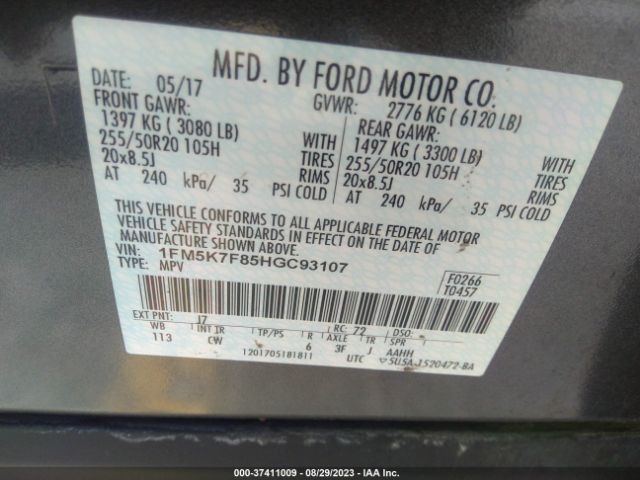 MFD. BY FORD MOTOR CO.
DATE: 05/17 GVWR: 2776 KG ( 6120 LB)
FRONT GAWR: REAR GAWR:
1397 KG ( 3080 LB) WITH 1497 KG ( 3300 LB) WITH
255/50R20 105H TIRES 255/50R20 105H TIRES
20x8.5J RIMS 20x8.5J RIMS
AT 240 kPa/ 35 PSI COLD AT 240 kPa/ 35 PSI COLD
THIS VEHICLE CONFORMS TO ALL APPLICABLE FEDERAL MOTOR
VEHICLE SAFETY STANDARDS IN EFFECT ON THE DATE OF
MANUFACTURE SHOWN ABOVE.
VIN: 1FM5K7F85HGC93107
TYPE: MPV
F0266
T0457
EXT PNT: J7 RC: 72 DSO:
WB INT TR TP/PS R AXLE TR SPR
113 CW 6 3F J AAHH
1201705181811 UTC 5USA-1520472-BA
000-37411009 - 08/29/2023 - IAA Inc.